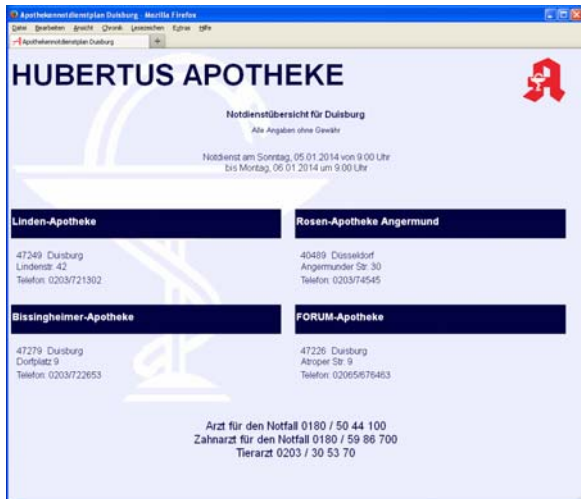 Apothekennotdienstplan Duisburg - Mozilla Firefox
Datei Bearbeiten Ansicht Chronik Lesezeichen Extras Hilfe
Apothekennotdienstplan Duisburg
HUBERTUS APOTHEKE
Notdienstübersicht für Duisburg
Alle Angaben ohne Gewähr
Notdienst am Sonntag, 05.01.2014 von 9:00 Uhr
bis Montag, 06.01.2014 um 9:00 Uhr
Linden-Apotheke
47249 Duisburg
Lindenstr. 42
Telefon: 0203/721302
Rosen-Apotheke Angermund
40489 Düsseldorf
Angermunder Str. 30
Telefon: 0203/74545
Bissingheimer-Apotheke
47279 Duisburg
Dorfplatz 9
Telefon: 0203/722653
FORUM-Apotheke
47226 Duisburg
Atroper Str. 9
Telefon: 02065/676463
Arzt für den Notfall 0180 / 50 44 100
Zahnarzt für den Notfall 0180 / 59 86 700
Tierarzt 0203 / 30 53 70